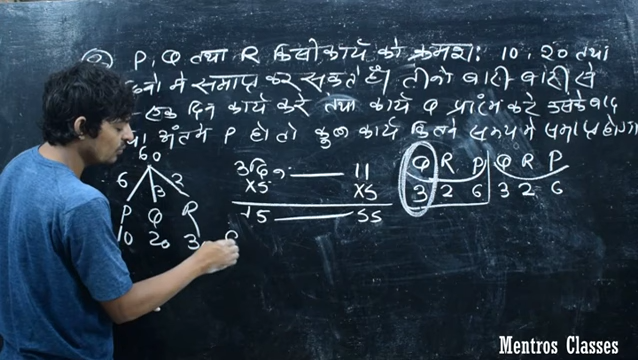 P, Q तथा R किसी कार्य को क्रमश: 10, 20 तथा
दिनो मे समाप्त कर सकते हैं। तीनो बारी-बारी से
एक दिन कार्य करे तथा कार्य Q प्रारंभ करे उसके बाद
अंत मे P हो तो कुल कार्य कितने समय मे समाप्त होगा
60
6 3 2
P Q R
10 20 3
3दिन - 11
X5 X5
15 - 55
Q R P Q R P
3 2 6 3 2 6
Mentros Classes